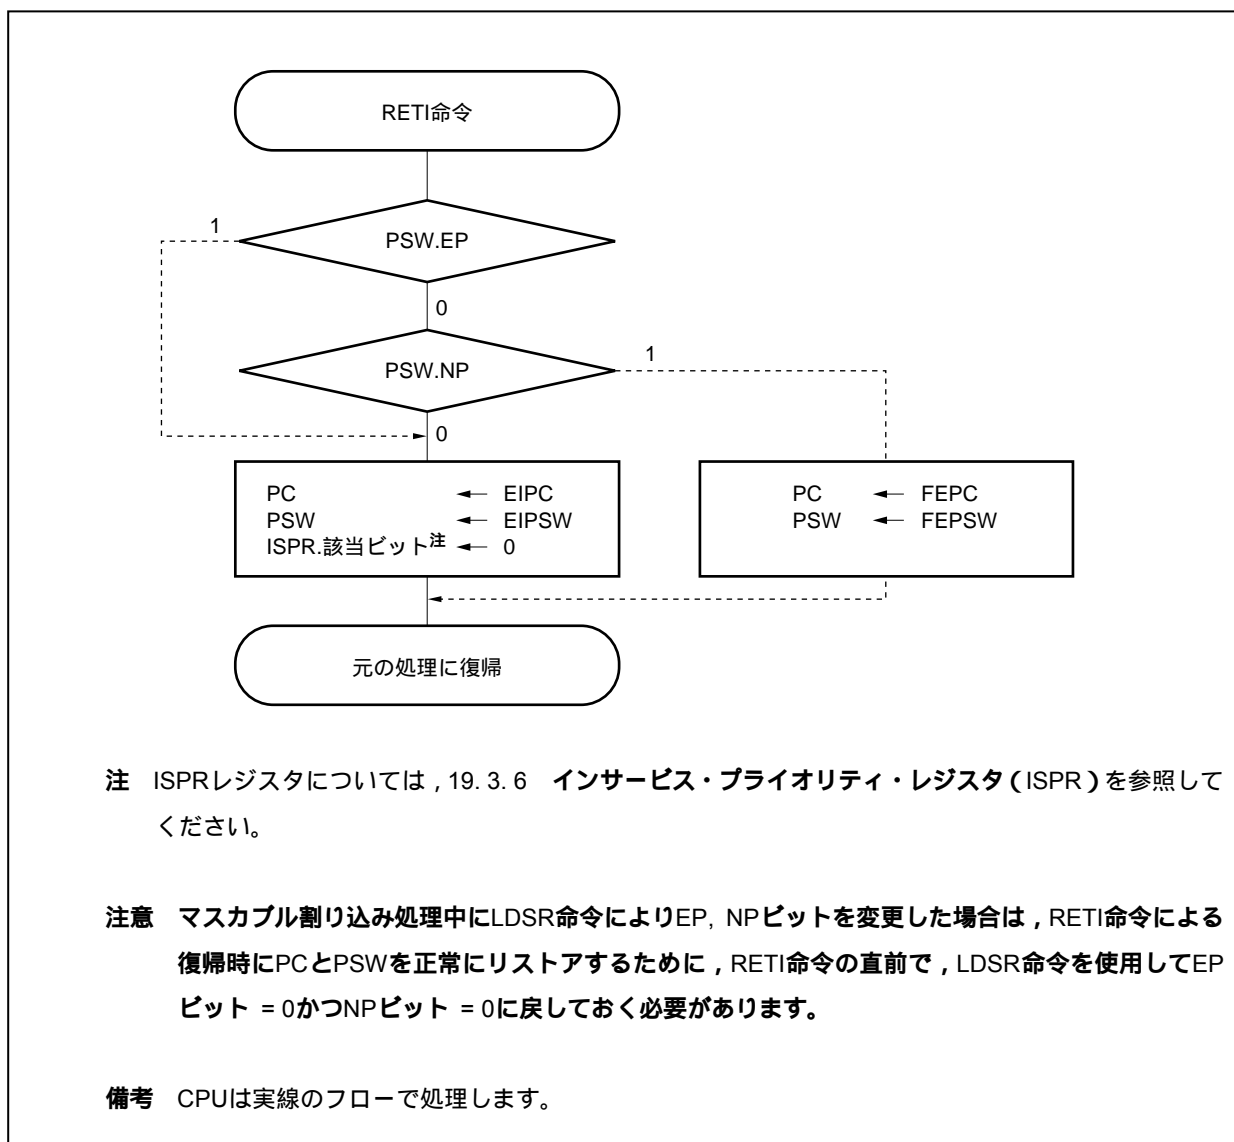 RETI命令
1
PSW.EP
0
1
PSW.NP
0
PC ← EIPC
PSW ← EIPSW
ISPR.該当ビット注 ← 0
PC ← FEPC
PSW ← FEPSW
元の処理に復帰
注 ISPRレジスタについては，19. 3. 6 インサービス・プライオリティ・レジスタ（ISPR）を参照して
ください。
注意 マスカブル割り込み処理中にLDSR命令によりEP, NPビットを変更した場合は，RETI命令による
復帰時にPCとPSWを正常にリストアするために，RETI命令の直前で，LDSR命令を使用してEP
ビット = 0かつNPビット = 0に戻しておく必要があります。
備考 CPUは実線のフローで処理します。